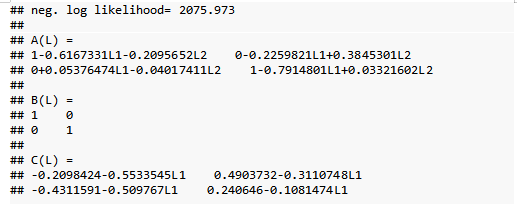 ## neg. log likelihood= 2075.973
##
## A(L) =
## 1-0.6167331L1-0.2095652L2    0-0.2259821L1+0.3845301L2
## 0+0.05376474L1-0.04017411L2    1-0.7914801L1+0.03321602L2
##
## B(L) =
## 1    0
## 0    1
##
## C(L) =
## -0.2098424-0.5533545L1    0.4903732-0.3110748L1
## -0.4311591-0.509767L1    0.240646-0.1081474L1